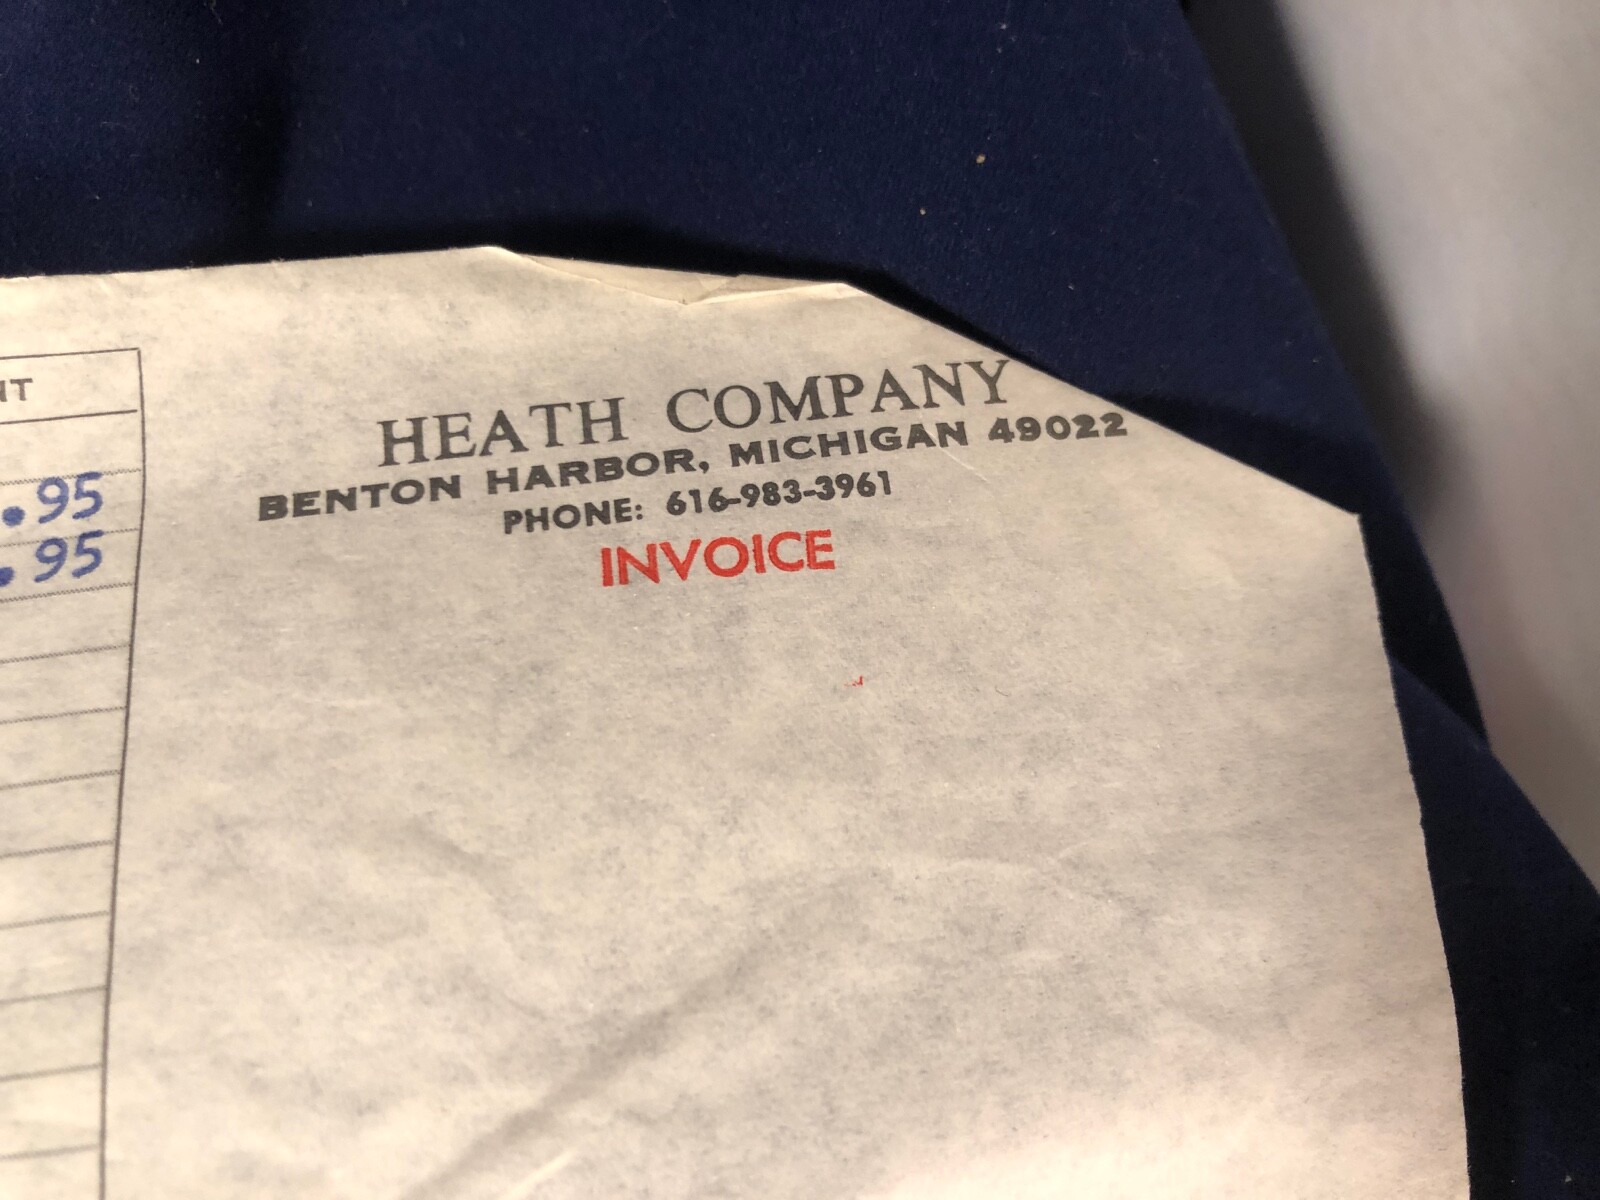 HEATH COMPANY
BENTON HARBOR, MICHIGAN 49022
PHONE: 616-983-3961
INVOICE
NT
.95
.95